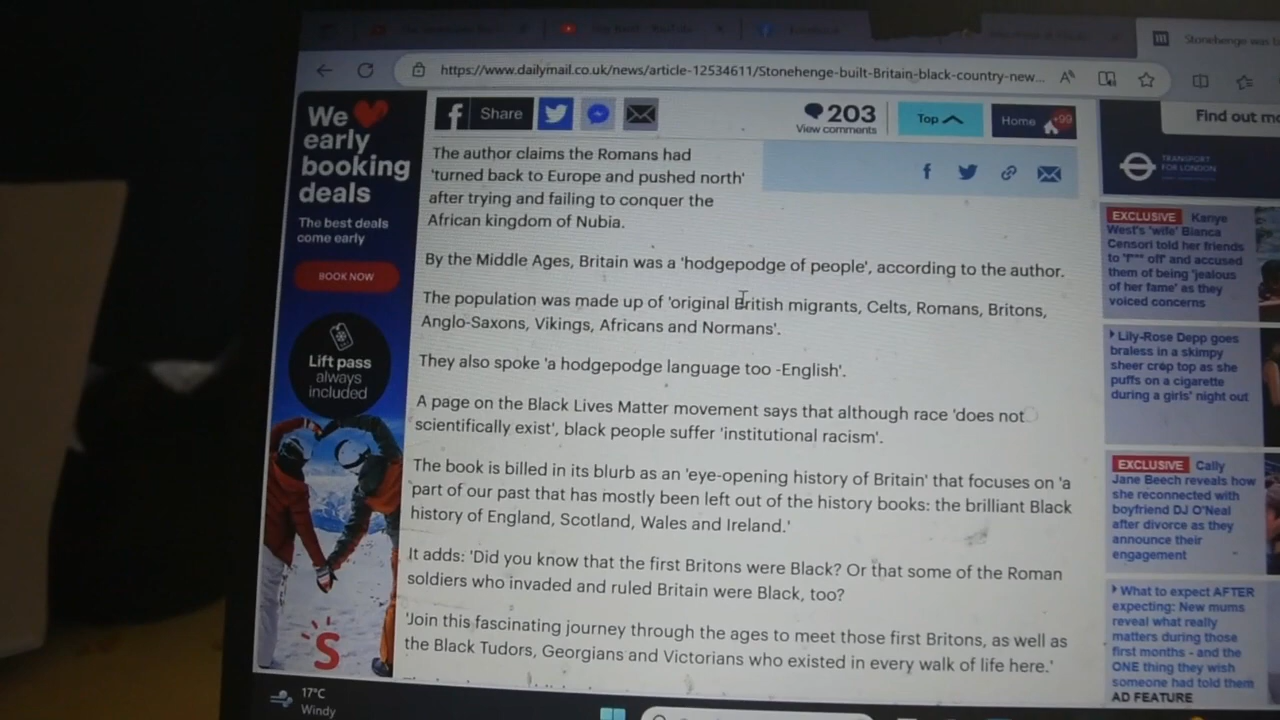 Stonehenge was b
https://www.dailymail.co.uk/news/article-12534611/Stonehenge-built-Britain-black-country-new...
We
early
booking
deals
The best deals
come early
BOOK NOW
Lift pass
always
included
Share
203
View comments
Top
Home
+99
The author claims the Romans had
'turned back to Europe and pushed north'
after trying and failing to conquer the
African kingdom of Nubia.
By the Middle Ages, Britain was a 'hodgepodge of people', according to the author.
The population was made up of 'original British migrants, Celts, Romans, Britons,
Anglo-Saxons, Vikings, Africans and Normans'.
They also spoke 'a hodgepodge language too -English'.
A page on the Black Lives Matter movement says that although race 'does not
scientifically exist', black people suffer 'institutional racism'.
The book is billed in its blurb as an 'eye-opening history of Britain' that focuses on 'a
part of our past that has mostly been left out of the history books: the brilliant Black
history of England, Scotland, Wales and Ireland.'
It adds: 'Did you know that the first Britons were Black? Or that some of the Roman
soldiers who invaded and ruled Britain were Black, too?
'Join this fascinating journey through the ages to meet those first Britons, as well as
the Black Tudors, Georgians and Victorians who existed in every walk of life here.'
Find out mo
TRANSPORT
FOR LONDON
EXCLUSIVE Kanye
West's 'wife' Bianca
Censori told her friends
to 'f*** off' and accused
them of being 'jealous
of her fame' as they
voiced concerns
Lily-Rose Depp goes
braless in a skimpy
sheer crop top as she
puffs on a cigarette
during a girls' night out
EXCLUSIVE Cally
Jane Beech reveals how
she reconnected with
boyfriend DJ O'Neal
after divorce as they
announce their
engagement
What to expect AFTER
expecting: New mums
reveal what really
matters during those
first months - and the
ONE thing they wish
someone had told them
AD FEATURE
17°C
Windy